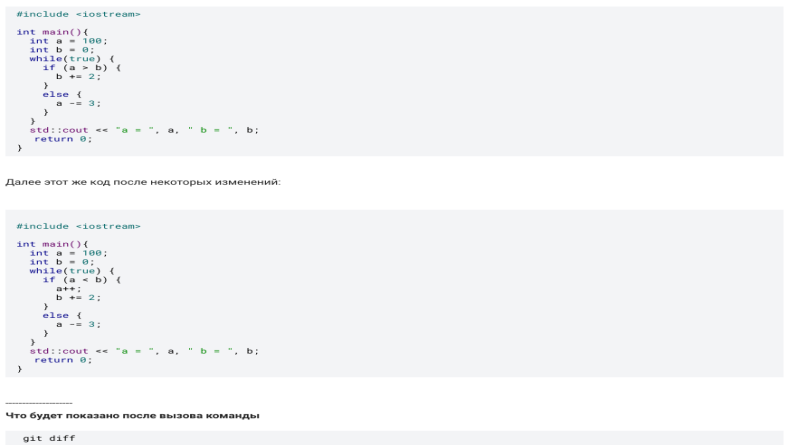 #include <iostream>
int main(){
int a = 100;
int b = 0;
while(true) {
if (a > b) {
b += 2;
}
else {
a -= 3;
}
}
std::cout << "a = ", a, " b = ", b;
return 0;
}
Далее этот же код после некоторых изменений:
#include <iostream>
int main(){
int a = 100;
int b = 0;
while(true) {
if (a < b) {
a++;
b += 2;
}
else {
a -= 3;
}
}
std::cout << "a = ", a, " b = ", b;
return 0;
}
--------------------
Что будет показано после вызова команды
git diff